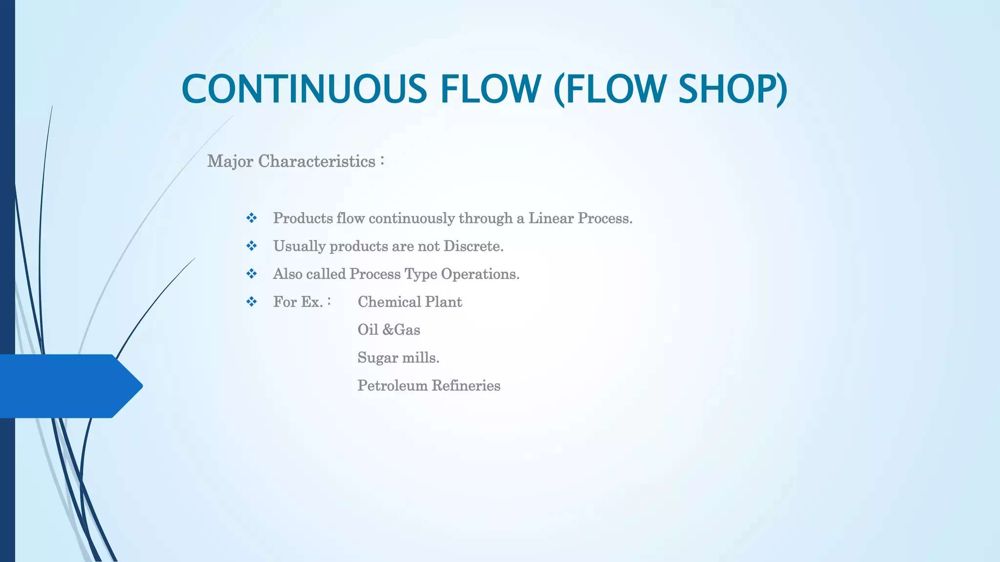 CONTINUOUS FLOW (FLOW SHOP)
Major Characteristics :
❖ Products flow continuously through a Linear Process.
❖ Usually products are not Discrete.
❖ Also called Process Type Operations.
❖ For Ex. : Chemical Plant
Oil &Gas
Sugar mills.
Petroleum Refineries